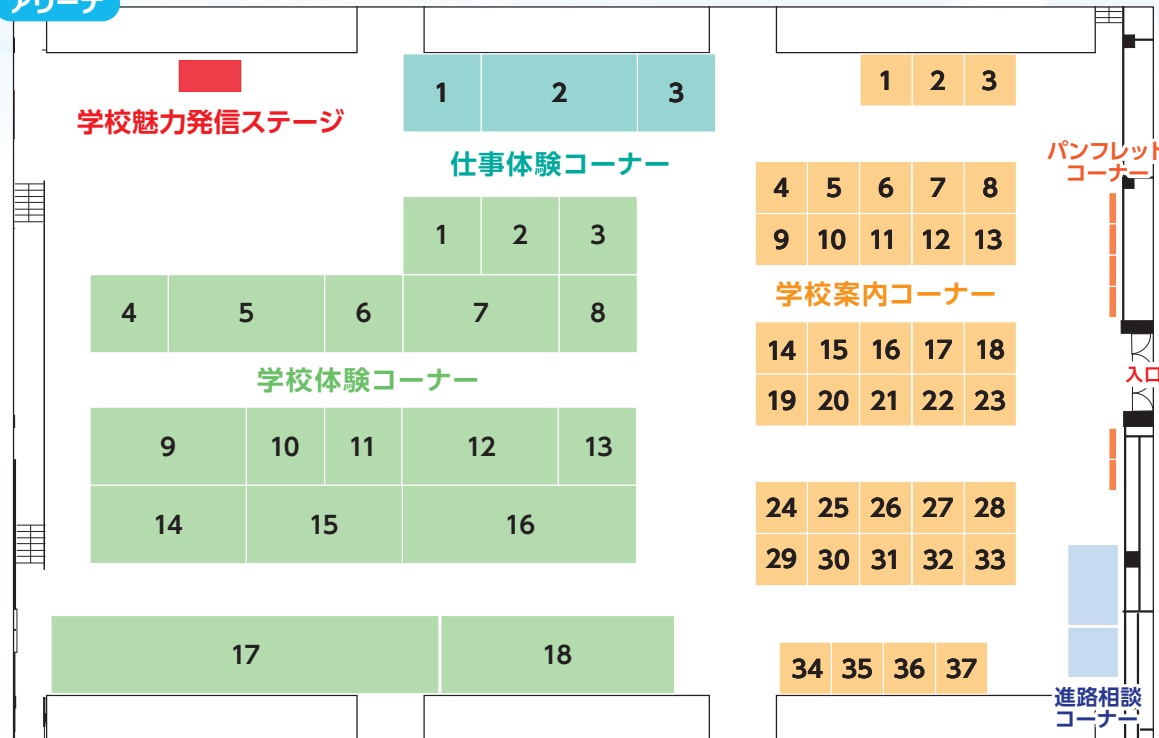 アリーナ
1 2 3
1 2 3
学校魅力発信ステージ
仕事体験コーナー
パンフレット
コーナー
4 5 6 7 8
9 10 11 12 13
1 2 3
4 5 6 7 8
学校案内コーナー
14 15 16 17 18
19 20 21 22 23
入口
学校体験コーナー
9 10 11 12 13
14 15 16
24 25 26 27 28
29 30 31 32 33
17 18
34 35 36 37
進路相談
コーナー